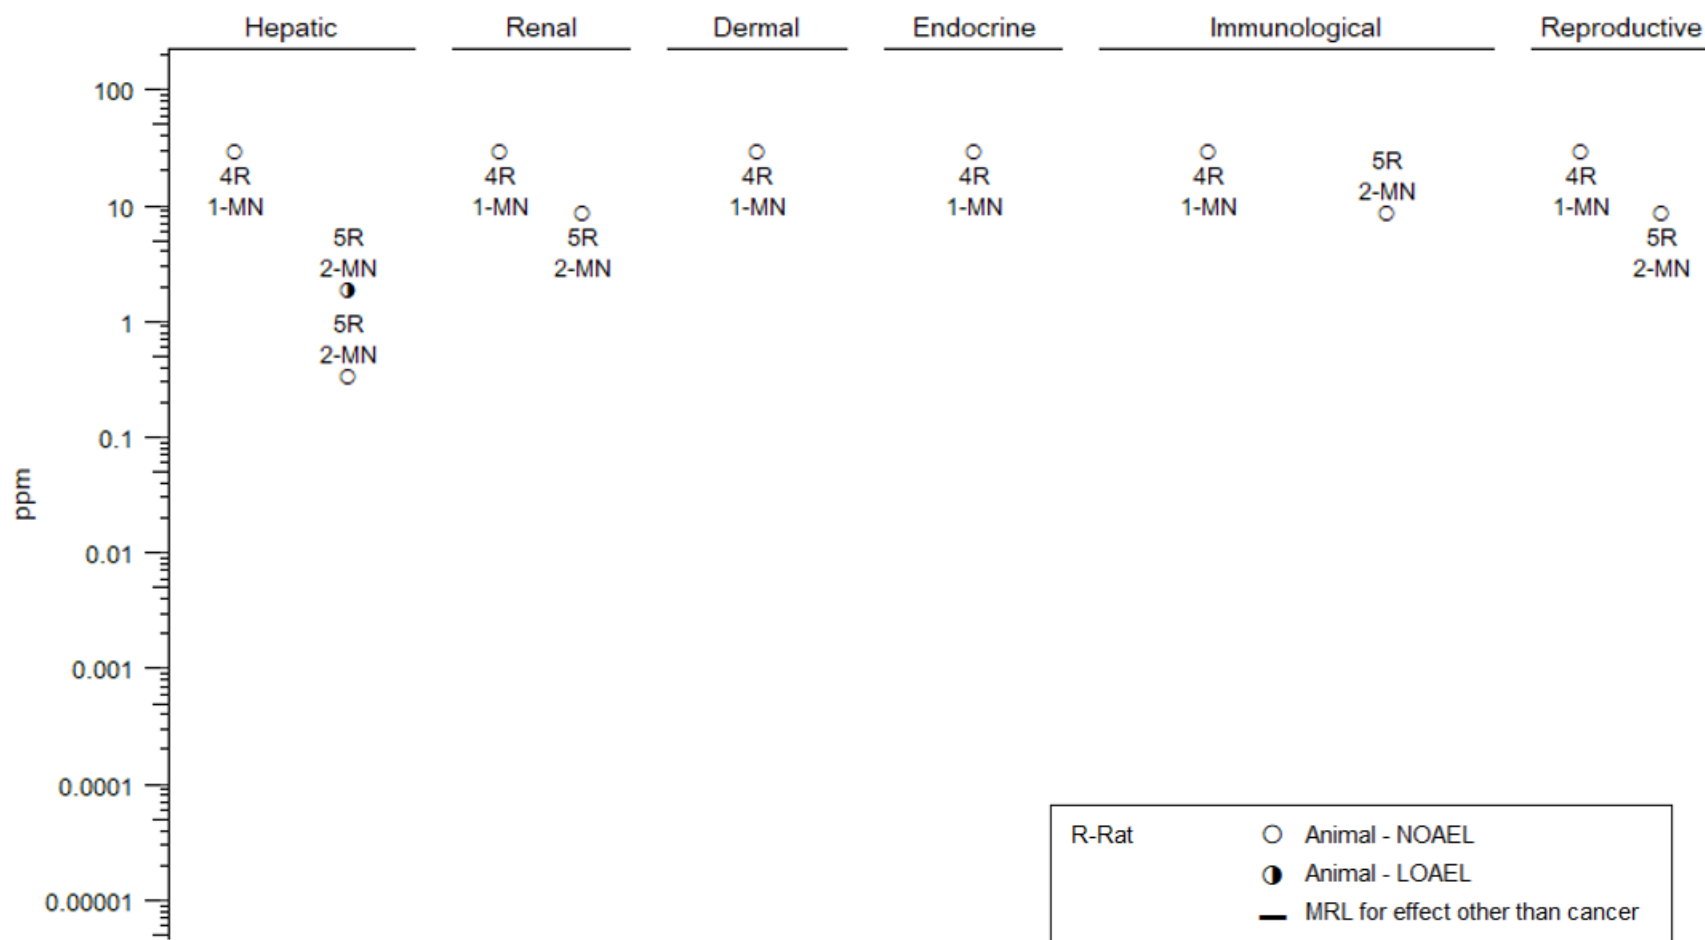 Hepatic Renal Dermal Endocrine Immunological Reproductive
100
10
1
0.1
0.01
0.001
0.0001
0.00001
ppm
4R
1-MN
5R
2-MN
5R
2-MN
4R
1-MN
5R
2-MN
4R
1-MN
4R
1-MN
4R
1-MN
5R
2-MN
4R
1-MN
5R
2-MN
R-Rat
Animal - NOAEL
Animal - LOAEL
MRL for effect other than cancer